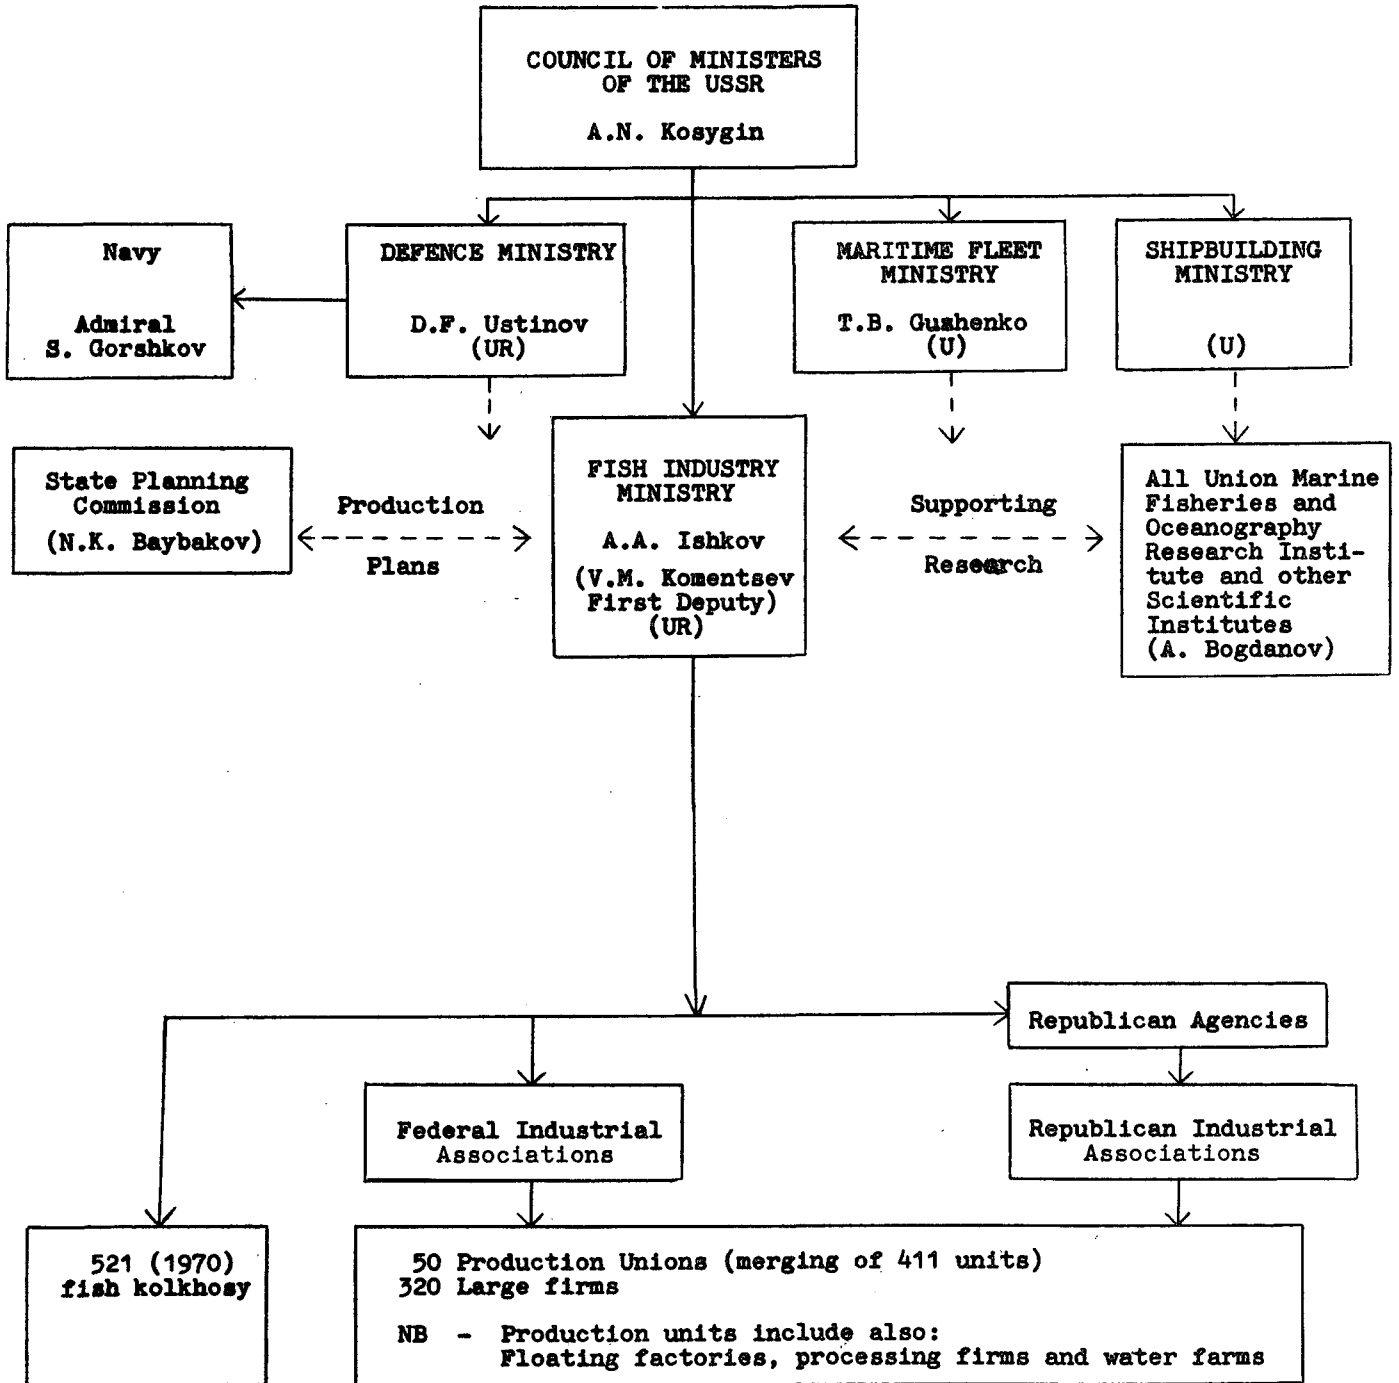 COUNCIL OF MINISTERS
OF THE USSR
A.N. Kosygin
Navy
Admiral
S. Gorshkov
DEFENCE MINISTRY
D.F. Ustinov
(UR)
MARITIME FLEET
MINISTRY
T.B. Gushenko
(U)
SHIPBUILDING
MINISTRY
(U)
State Planning
Commission
(N.K. Baybakov)
Production
Plans
FISH INDUSTRY
MINISTRY
A.A. Ishkov
(V.M. Komentsev
First Deputy)
(UR)
Supporting
Research
All Union Marine
Fisheries and
Oceanography
Research Insti-
tute and other
Scientific
Institutes
(A. Bogdanov)
Republican Agencies
Federal Industrial
Associations
Republican Industrial
Associations
521 (1970)
fish kolkhosy
50 Production Unions (merging of 411 units)
320 Large firms
NB - Production units include also:
Floating factories, processing firms and water farms